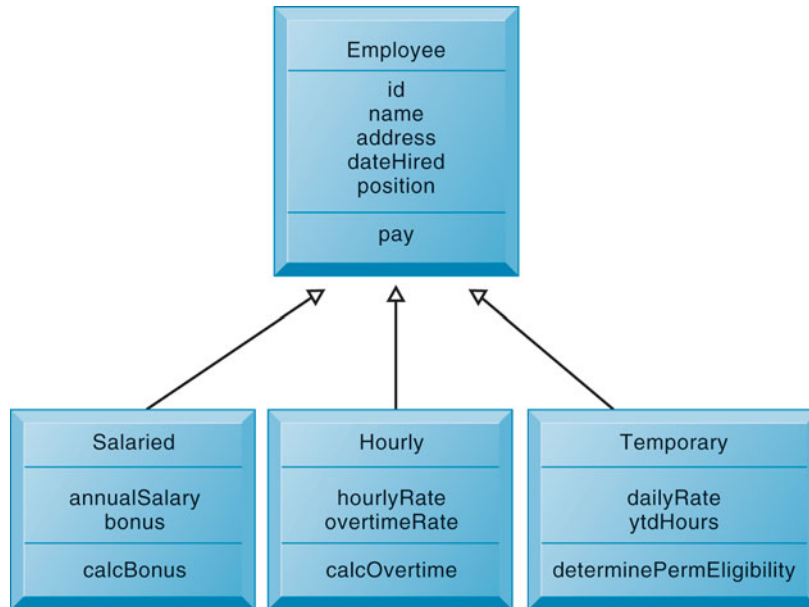 Employee
id
name
address
dateHired
position
pay
Salaried
annualSalary
bonus
calcBonus
Hourly
hourlyRate
overtimeRate
calcOvertime
Temporary
dailyRate
ytdHours
determinePermEligibility